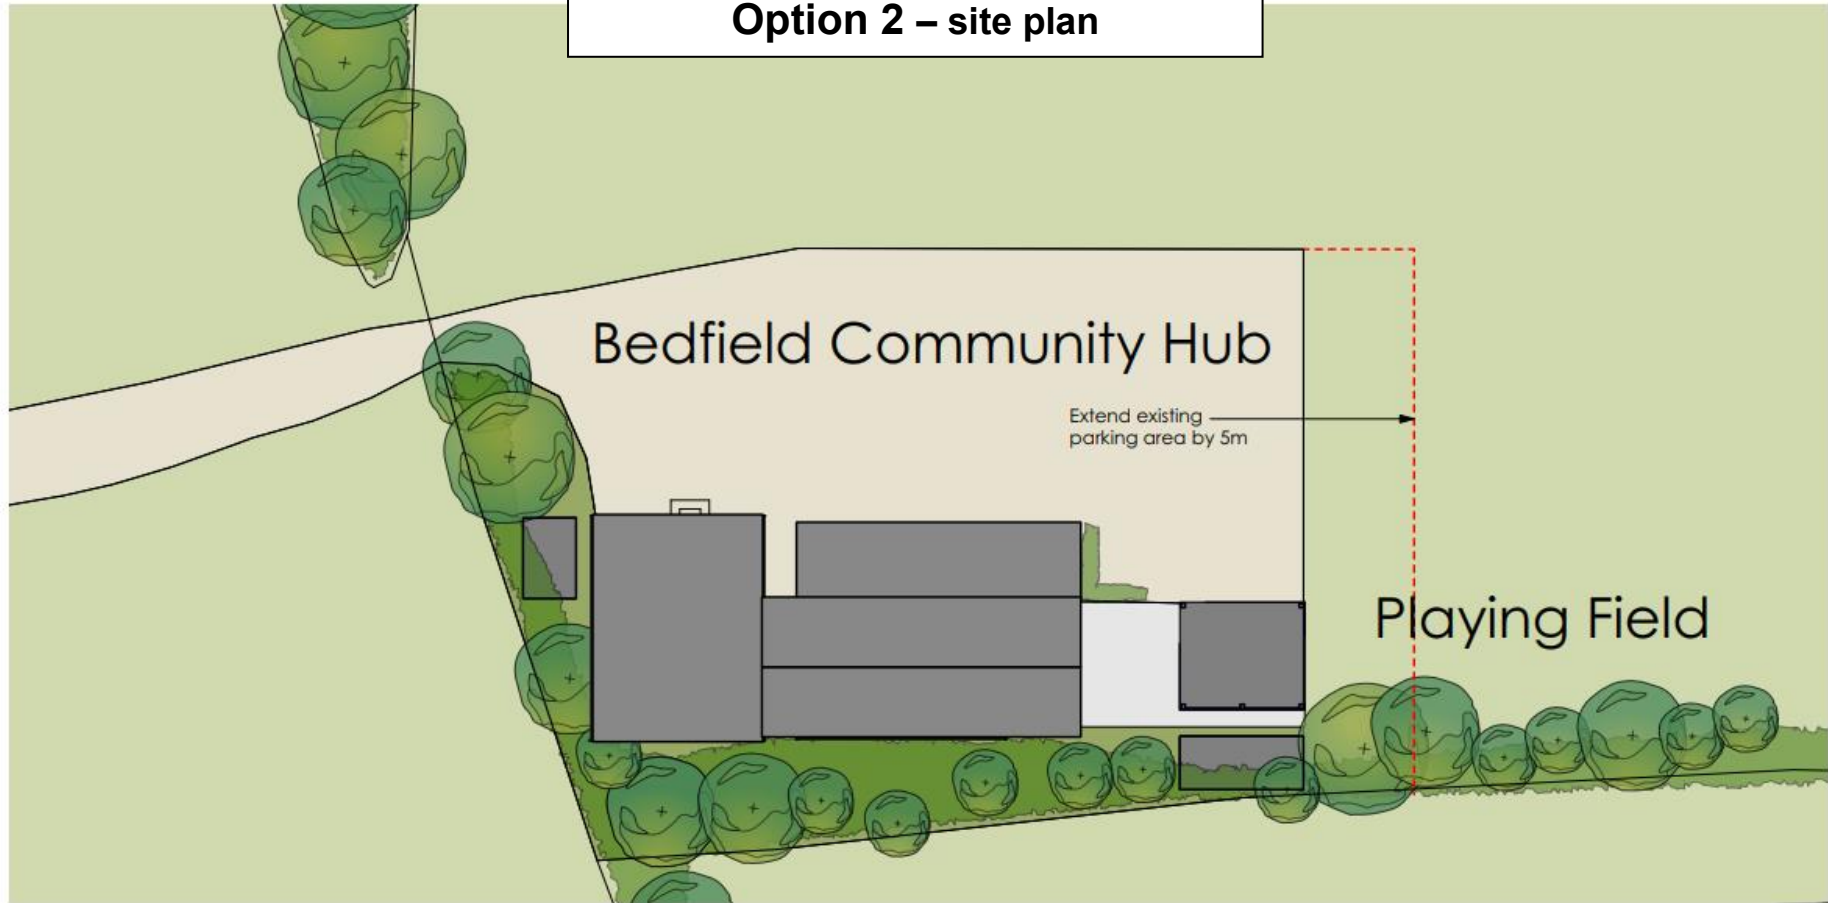 Option 2 – site plan
Bedfield Community Hub
Extend existing
parking area by 5m
Playing Field